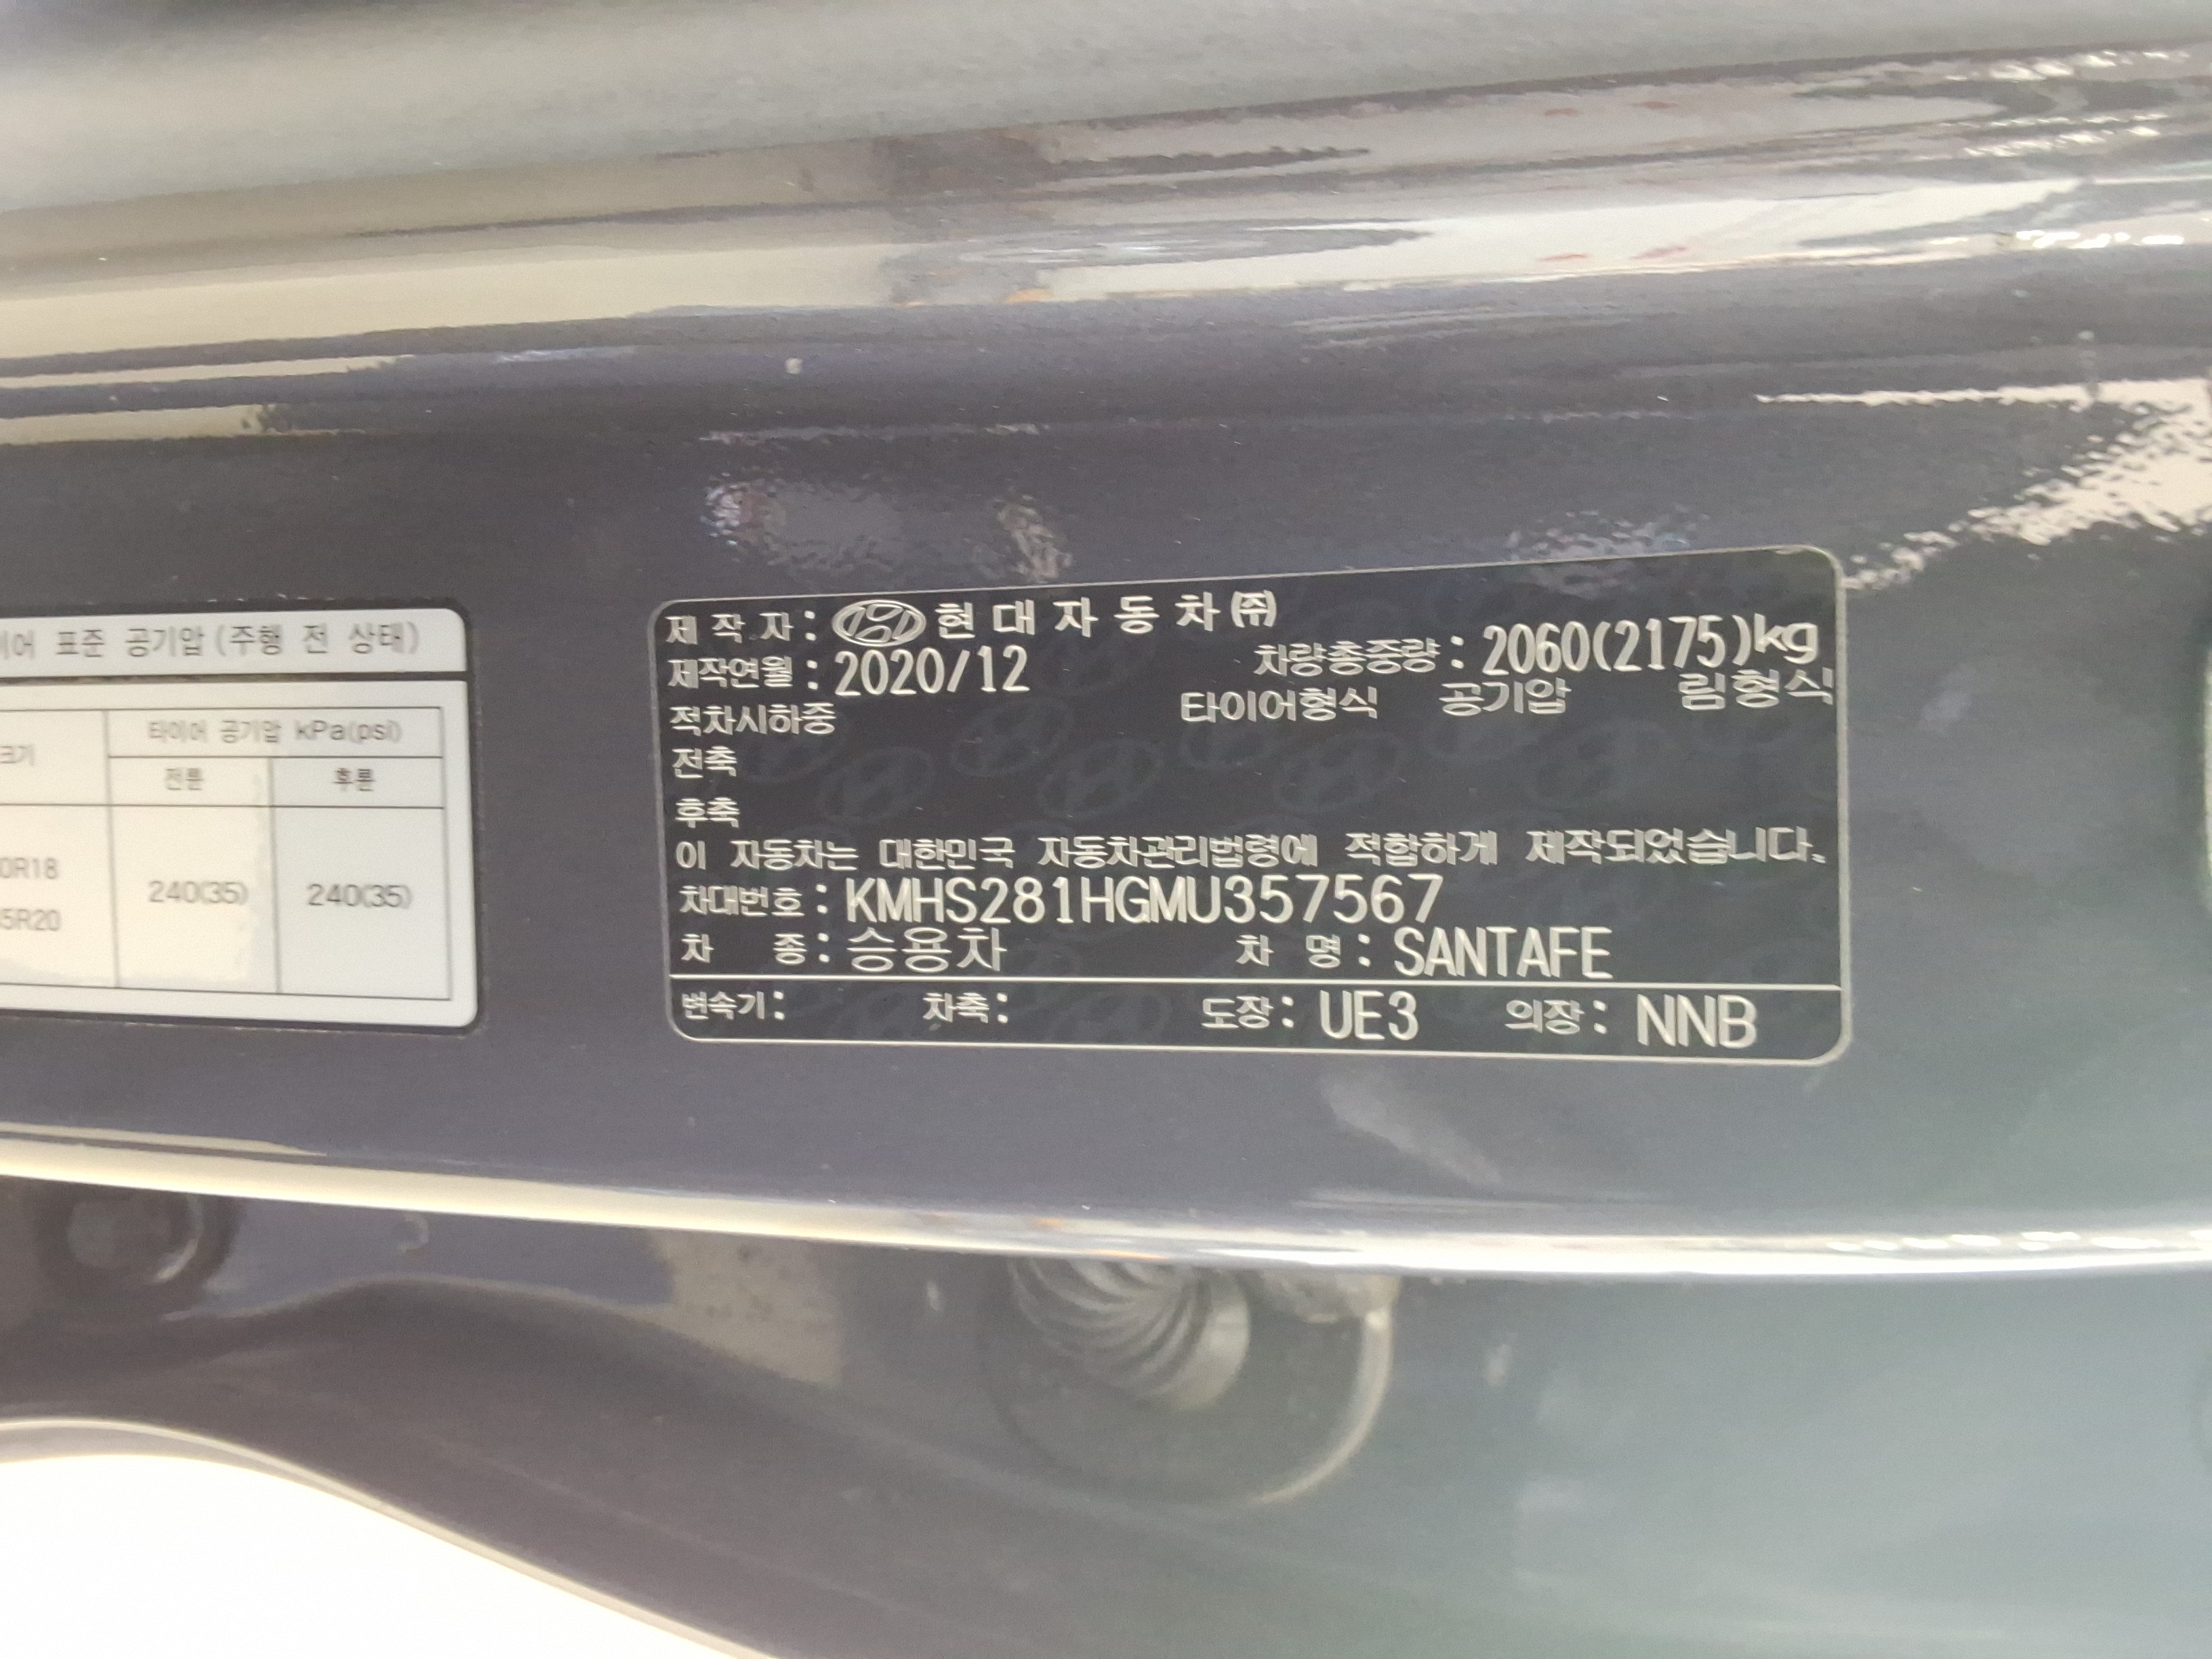 표준 공기압(주행 전 상태)
타이어 공기압 kPa(psi)
크기
전륜 후륜
0R18
5R20
240(35) 240(35)
제 작 자 : 현 대 자 동 차 ㈜
제작연월 : 2020/12 차량총중량 : 2060(2175)kg
적차시하중 타이어형식 공기압 림형식
전축
후축
이 자동차는 대한민국 자동차관리법령에 적합하게 제작되었습니다.
차대번호 : KMHS281HGMU357567
차 종 : 승용차 차 명 : SANTAFE
변속기 : 차축 : 도장 : UE3 의장 : NNB